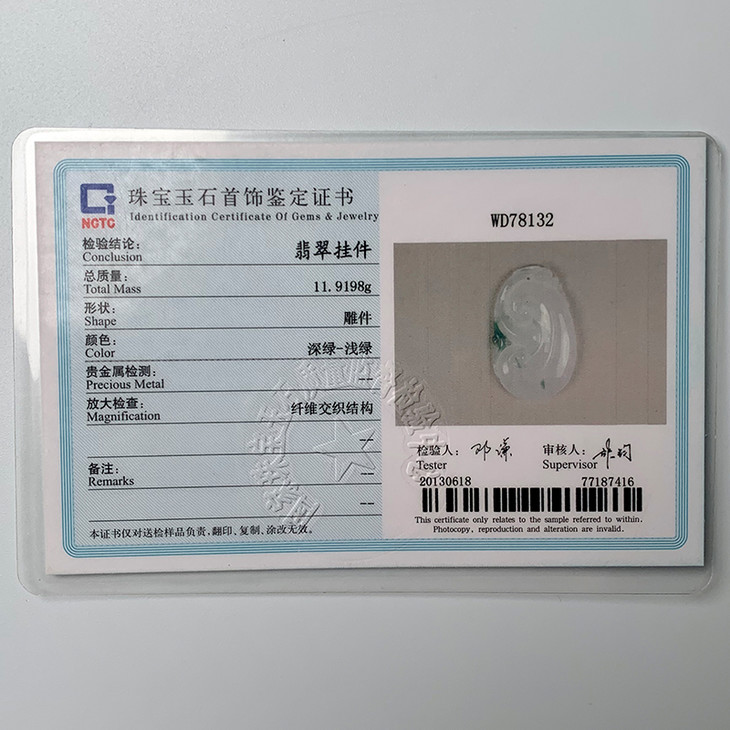 NGTC
珠宝玉石首饰鉴定证书
Identification Certificate Of Gems & Jewelry
检验结论:
Conclusion
翡翠挂件
总质量:
Total Mass
11.9198g
形状:
Shape
雕件
颜色:
Color
深绿-浅绿
贵金属检测:
Precious Metal
--
放大检查:
Magnification
纤维交织结构
--
备注:
Remarks
--
--
本证书仅对送检样品负责,翻印、复制、涂改无效。
WD78132
检验人:
Tester
审核人:
Supervisor
20130618
77187416
This certificate only relates to the sample referred to within.
Photocopy, reproduction and alteration are invalid.